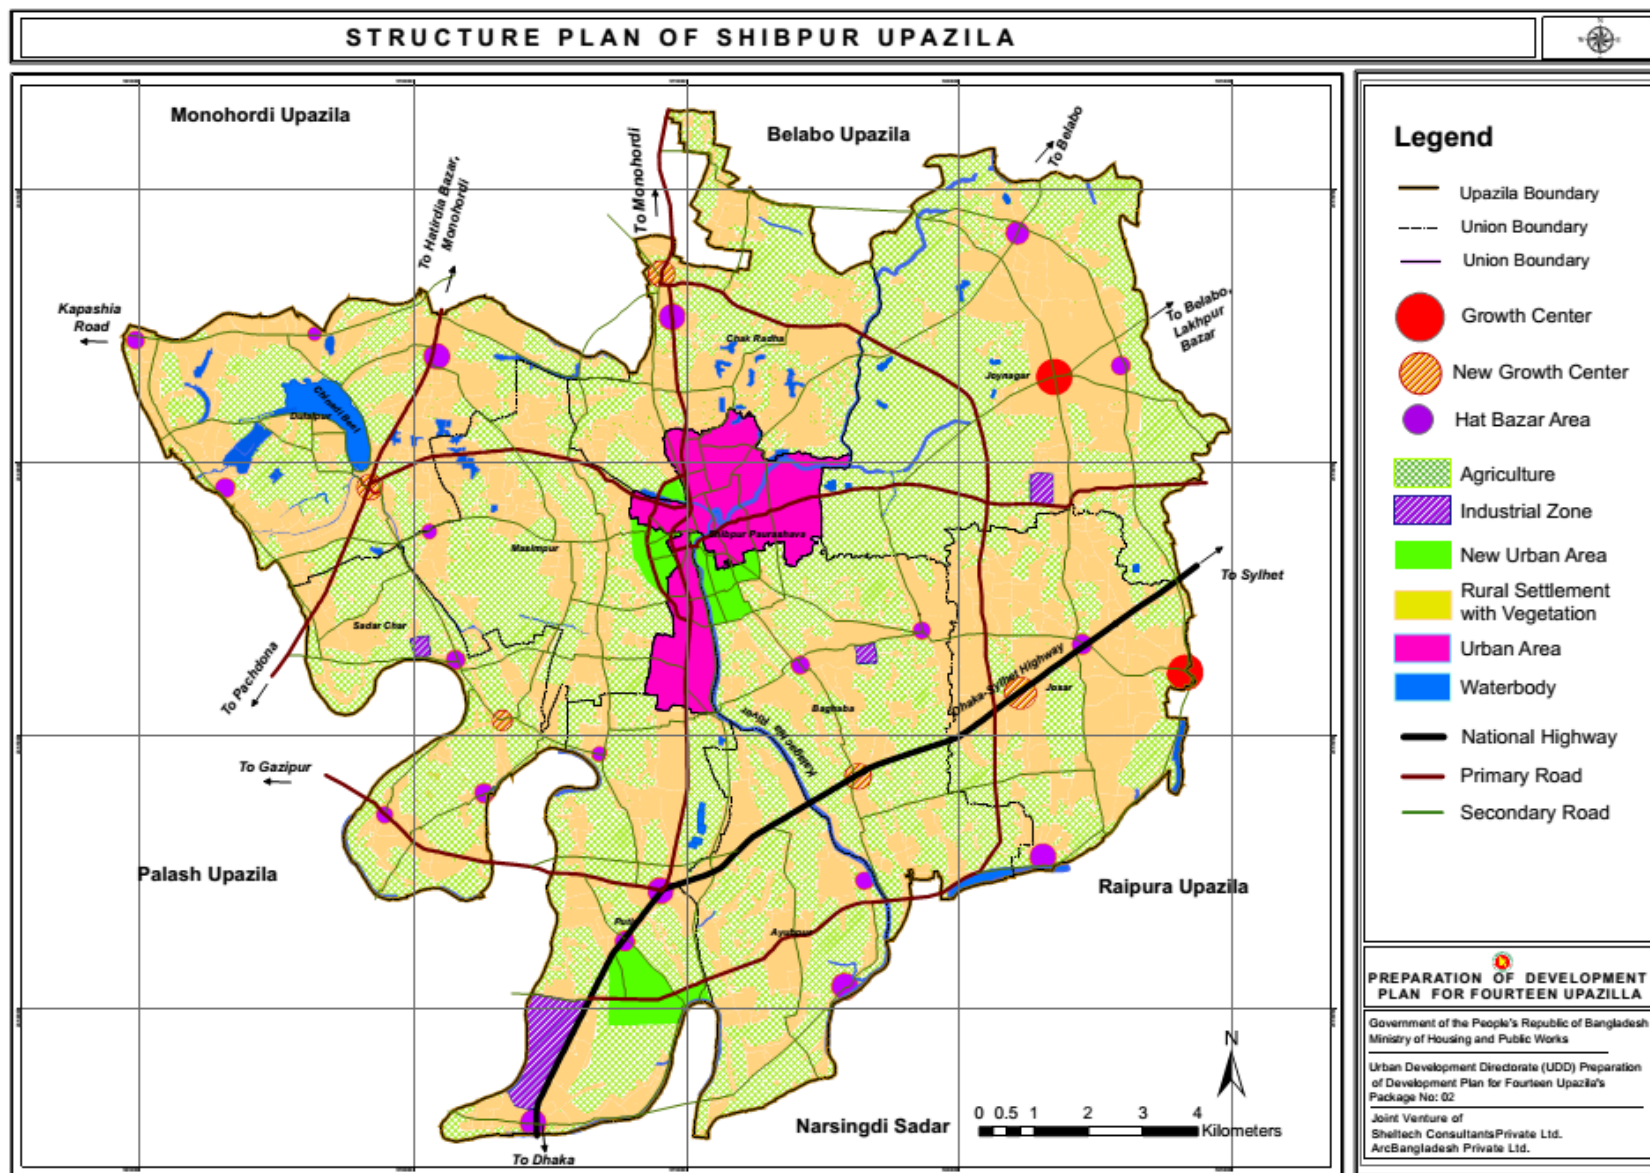 STRUCTURE PLAN OF SHIBPUR UPAZILA
N
Monohordi Upazila
Belabo Upazila
To Belabo
To Monohordi
To Hatirdia Bazar,
Monohordi
Kapashia
Road
To Belabo,
Lakhpur
Bazar
Chak Radha
Joynagar
Dulalpur
Chinadi Beel
Shibpur Paurashava
Masimpur
To Sylhet
Sadar Char
To Pachdona
Dhaka-Sylhet Highway
Josar
Baghaba
River
To Gazipur
Palash Upazila
Raipura Upazila
Ayubpur
Narsingdi Sadar
To Dhaka
N
0 0.5 1 2 3 4
Kilometers
Legend
Upazila Boundary
Union Boundary
Union Boundary
Growth Center
New Growth Center
Hat Bazar Area
Agriculture
Industrial Zone
New Urban Area
Rural Settlement
with Vegetation
Urban Area
Waterbody
National Highway
Primary Road
Secondary Road
PREPARATION OF DEVELOPMENT
PLAN FOR FOURTEEN UPAZILLA
Government of the People's Republic of Bangladesh
Ministry of Housing and Public Works
Urban Development Directorate (UDD) Preparation
of Development Plan for Fourteen Upazila's
Package No: 02
Joint Venture of
Sheltech ConsultantsPrivate Ltd.
ArcBangladesh Private Ltd.